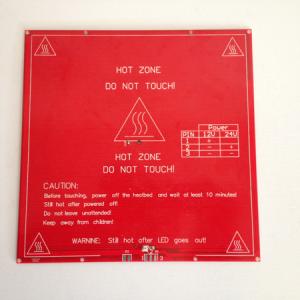 HOT ZONE
DO NOT TOUCH!
Power
PIN 12V 24V
1 + 
2 - +
3 - -
HOT ZONE
DO NOT TOUCH!
CAUTION:
Before touching, power off the heatbed and wait at least 10 minutes!
Still hot after powered off!
Do not leave unattended!
Keep away from children!
WARNINE: Still hot after LED goes out!